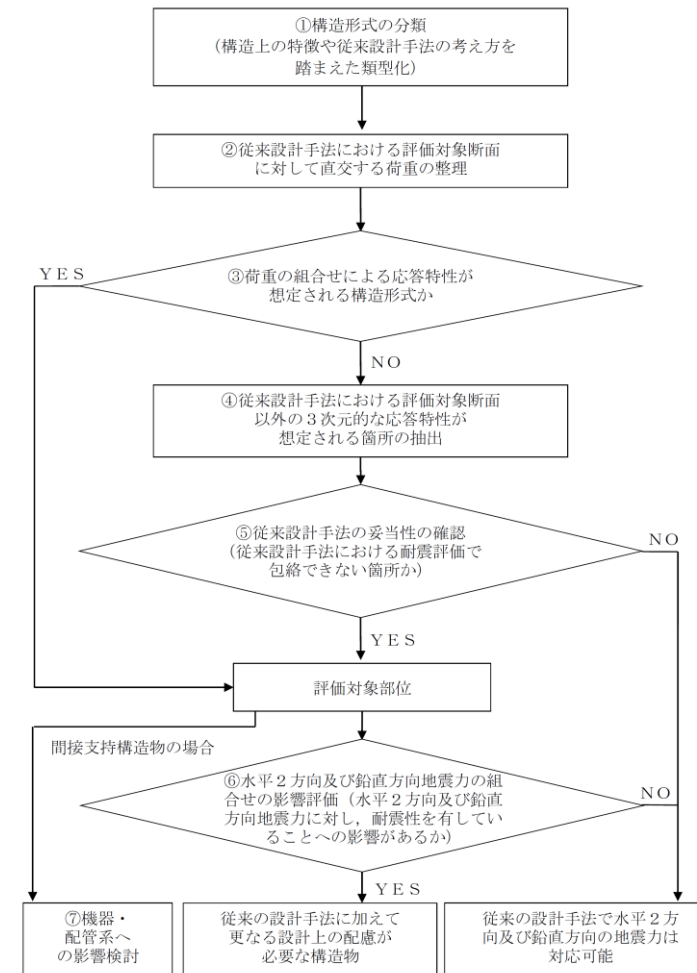 ①構造形式の分類
(構造上の特徴や従来設計手法の考え方を
踏まえた類型化)
②従来設計手法における評価対象断面
に対して直交する荷重の整理
YES
③荷重の組合せによる応答特性が
想定される構造形式か
NO
④従来設計手法における評価対象断面
以外の3次元的な応答特性が
想定される箇所の抽出
⑤従来設計手法の妥当性の確認
(従来設計手法における耐震評価で
包絡できない箇所か)
NO
YES
評価対象部位
間接支持構造物の場合
⑥水平2方向及び鉛直方向地震力の組
合せの影響評価(水平2方向及び鉛直
方向地震力に対し,耐震性を有してい
ることへの影響があるか)
NO
YES
⑦機器・
配管系へ
の影響検討
従来の設計手法に加えて
更なる設計上の配慮が
必要な構造物
従来の設計手法で水平2方
向及び鉛直方向の地震力は
対応可能